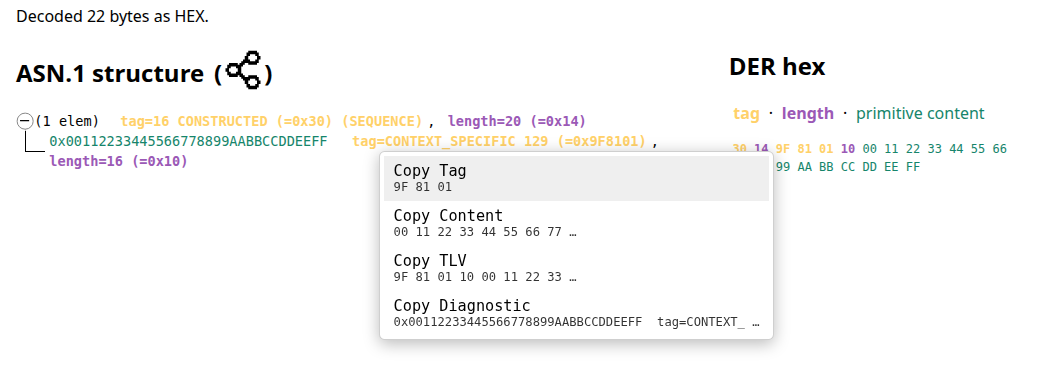 Decoded 22 bytes as HEX.
ASN.1 structure ( )
DER hex
(1 elem) tag=16 CONSTRUCTED (=0x30) (SEQUENCE), length=20 (=0x14)
0x00112233445566778899AABBCCDDEEFF tag=CONTEXT_SPECIFIC 129 (=0x9F8101),
length=16 (=0x10)
tag · length · primitive content
30 14 9F 81 01 10 00 11 22 33 44 55 66
99 AA BB CC DD EE FF
Copy Tag
9F 81 01
Copy Content
00 11 22 33 44 55 66 77 …
Copy TLV
9F 81 01 10 00 11 22 33 …
Copy Diagnostic
0x00112233445566778899AABBCCDDEEFF tag=CONTEXT_ …